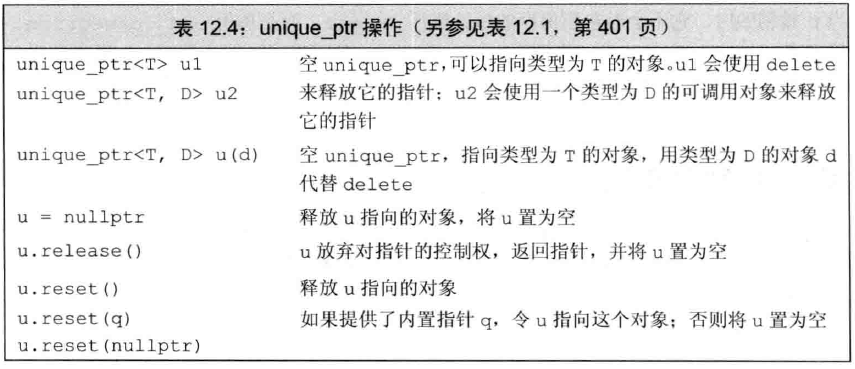 表 12.4：unique_ptr 操作（另参见表 12.1，第 401 页）
unique_ptr<T> u1 空 unique_ptr，可以指向类型为 T 的对象。u1 会使用 delete
unique_ptr<T, D> u2 来释放它的指针；u2 会使用一个类型为 D 的可调用对象来释放
它的指针
unique_ptr<T, D> u(d) 空 unique_ptr，指向类型为 T 的对象，用类型为 D 的对象 d
代替 delete
u = nullptr 释放 u 指向的对象，将 u 置为空
u.release() u 放弃对指针的控制权，返回指针，并将 u 置为空
u.reset() 释放 u 指向的对象
u.reset(q) 如果提供了内置指针 q，令 u 指向这个对象；否则将 u 置为空
u.reset(nullptr)